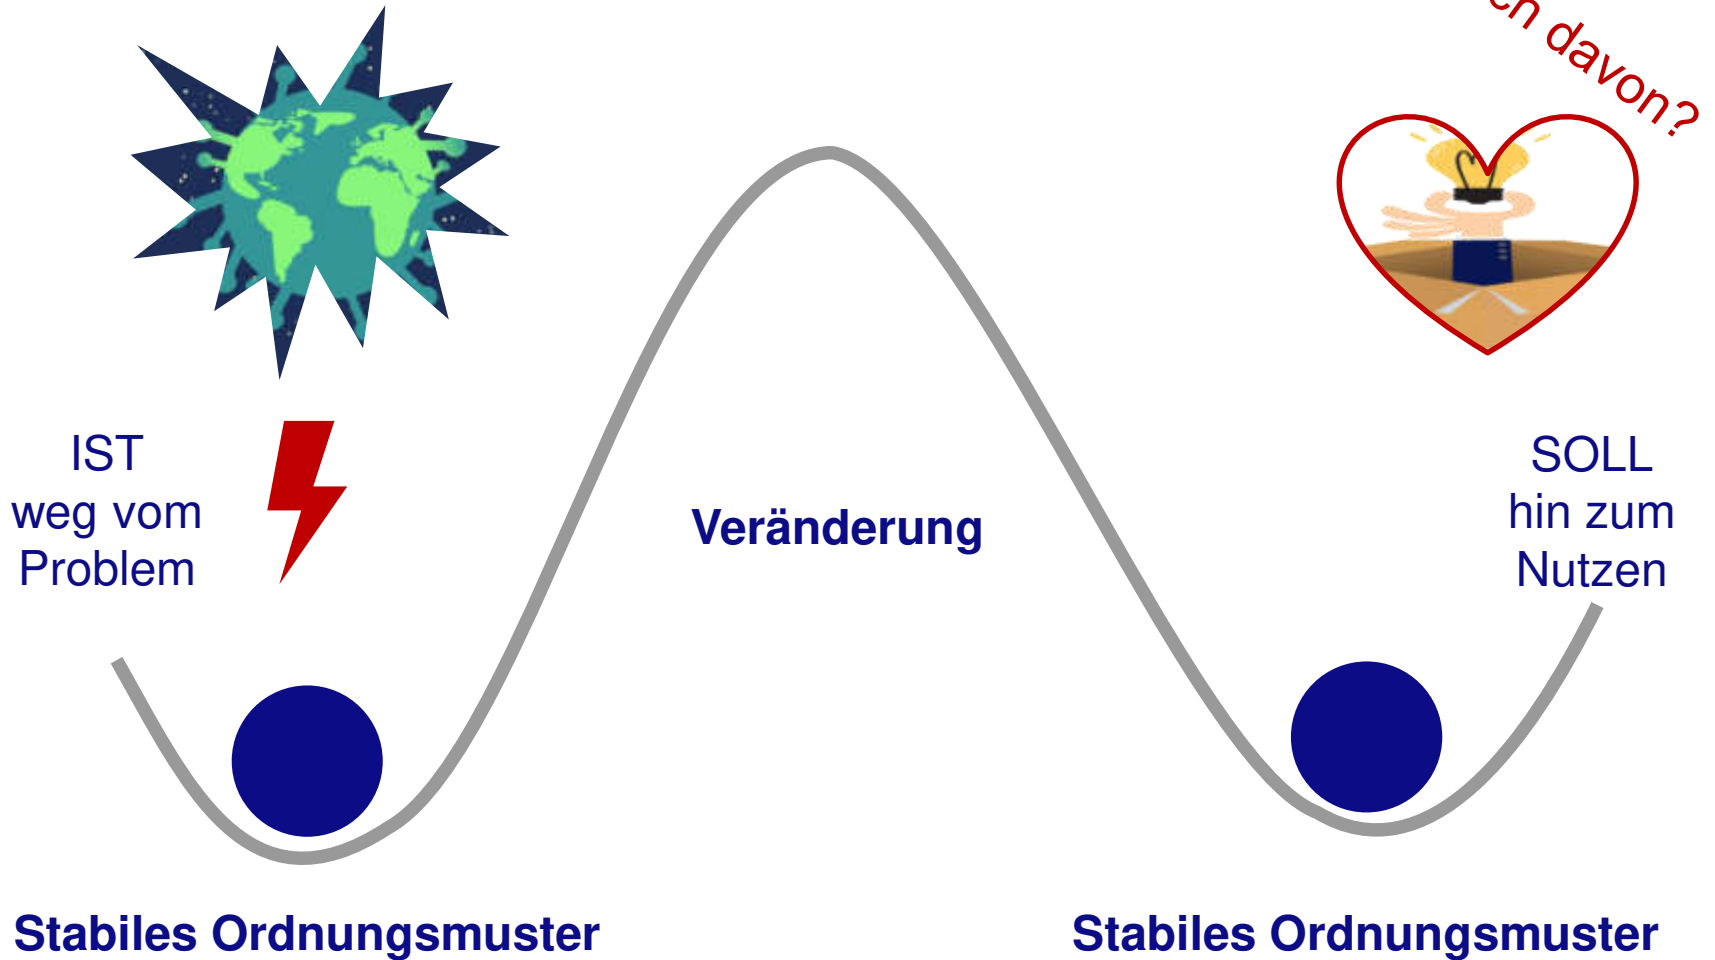 davon?
IST
weg vom
Problem
Veränderung
SOLL
hin zum
Nutzen
Stabiles Ordnungsmuster
Stabiles Ordnungsmuster